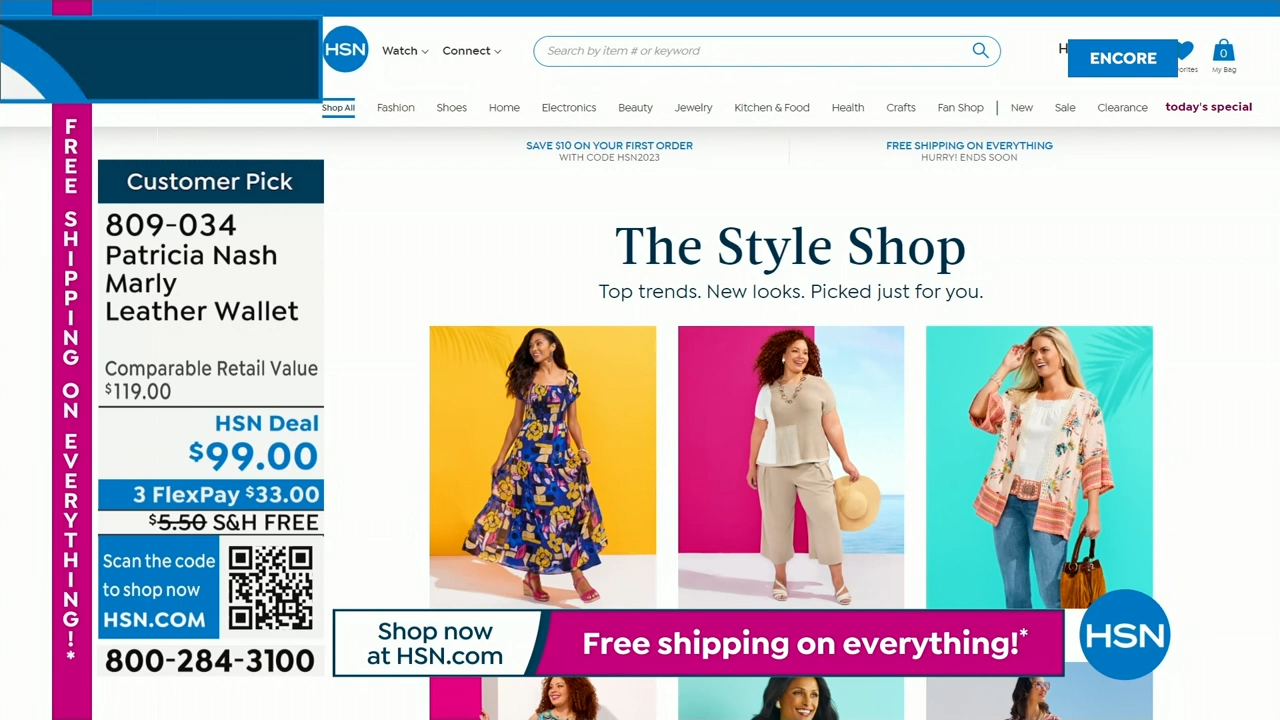 HSN
Watch
Connect
Search by item # or keyword
ENCORE
0
My Bag
Shop All
Fashion
Shoes
Home
Electronics
Beauty
Jewelry
Kitchen & Food
Health
Crafts
Fan Shop
New
Sale
Clearance
today's special
SAVE $10 ON YOUR FIRST ORDER
WITH CODE HSN2023
FREE SHIPPING ON EVERYTHING
HURRY! ENDS SOON
FREE SHIPPING ON EVERYTHING!*
Customer Pick
809-034
Patricia Nash
Marly
Leather Wallet
Comparable Retail Value
$119.00
HSN Deal
$99.00
3 FlexPay $33.00
$5.50 S&H FREE
Scan the code
to shop now
HSN.COM
800-284-3100
The Style Shop
Top trends. New looks. Picked just for you.
Shop now
at HSN.com
Free shipping on everything!*
HSN